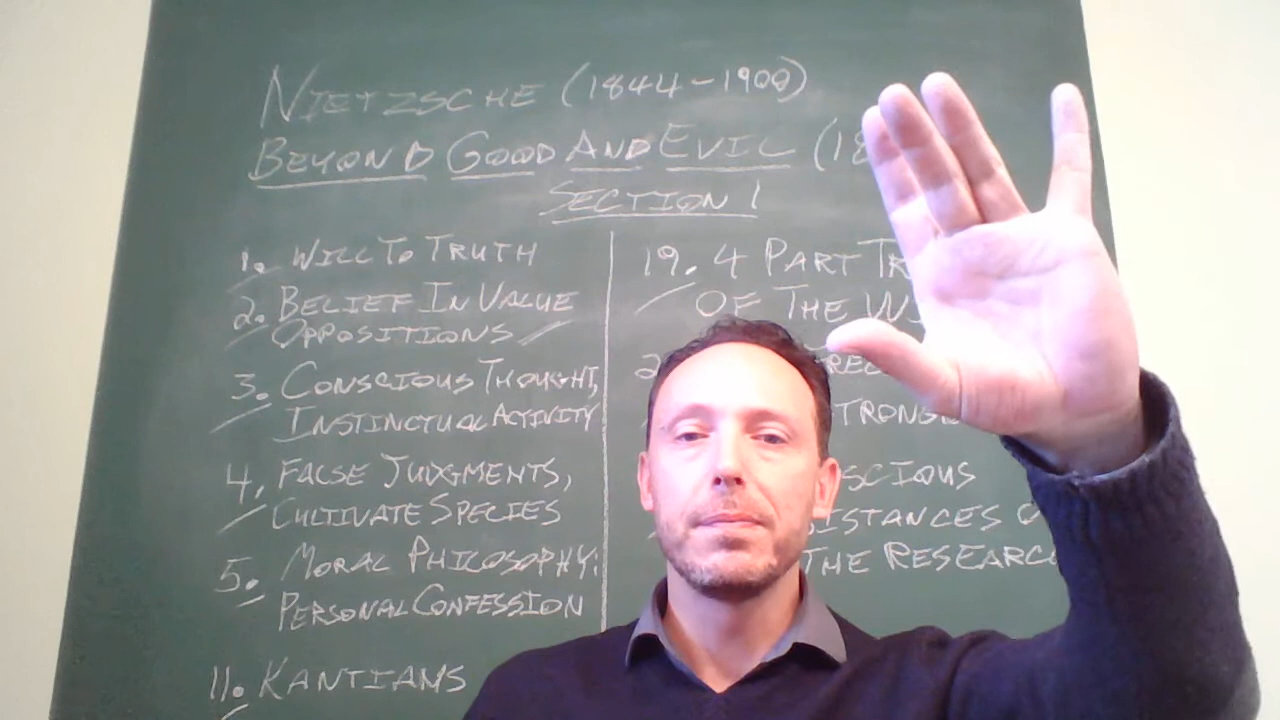 NIETZSCHE (1844-1900)
BEYOND GOOD AND EVIL (18
SECTION 1
1. WILL TO TRUTH
2. BELIEF IN VALUE
OPPOSITIONS
3. CONSCIOUS THOUGHT,
INSTINCTUAL ACTIVITY
4. FALSE JUDGMENTS,
CULTIVATE SPECIES
5. MORAL PHILOSOPHY:
PERSONAL CONFESSION
11. KANTIANS
19. 4 PART
OF THE
THE